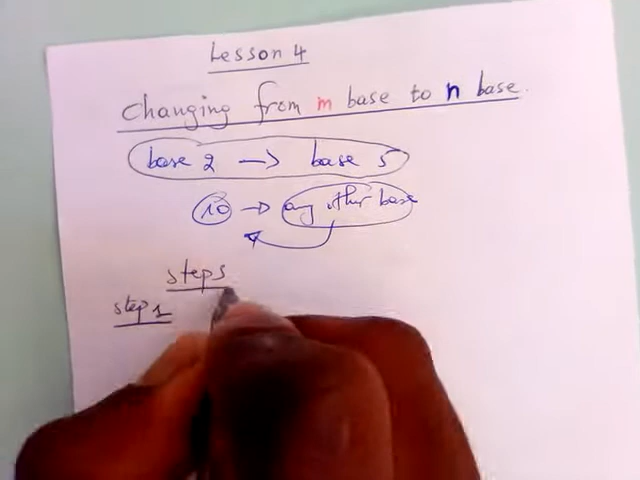 Lesson 4
Changing from m base to n base.
base 2 → base 5
10 → any other base
steps
step 1